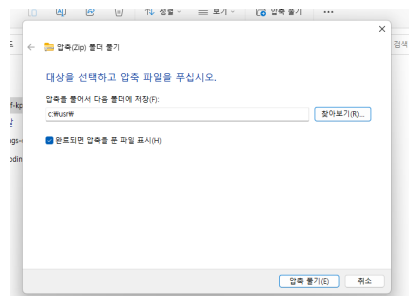 정렬
보기
압축 풀기
...
검색
압축(Zip) 폴더 풀기
대상을 선택하고 압축 파일을 푸십시오.
압축을 풀어서 다음 폴더에 저장(F):
c:₩usr₩
찾아보기(R)...
완료되면 압축을 푼 파일 표시(H)
압축 풀기(E)
취소